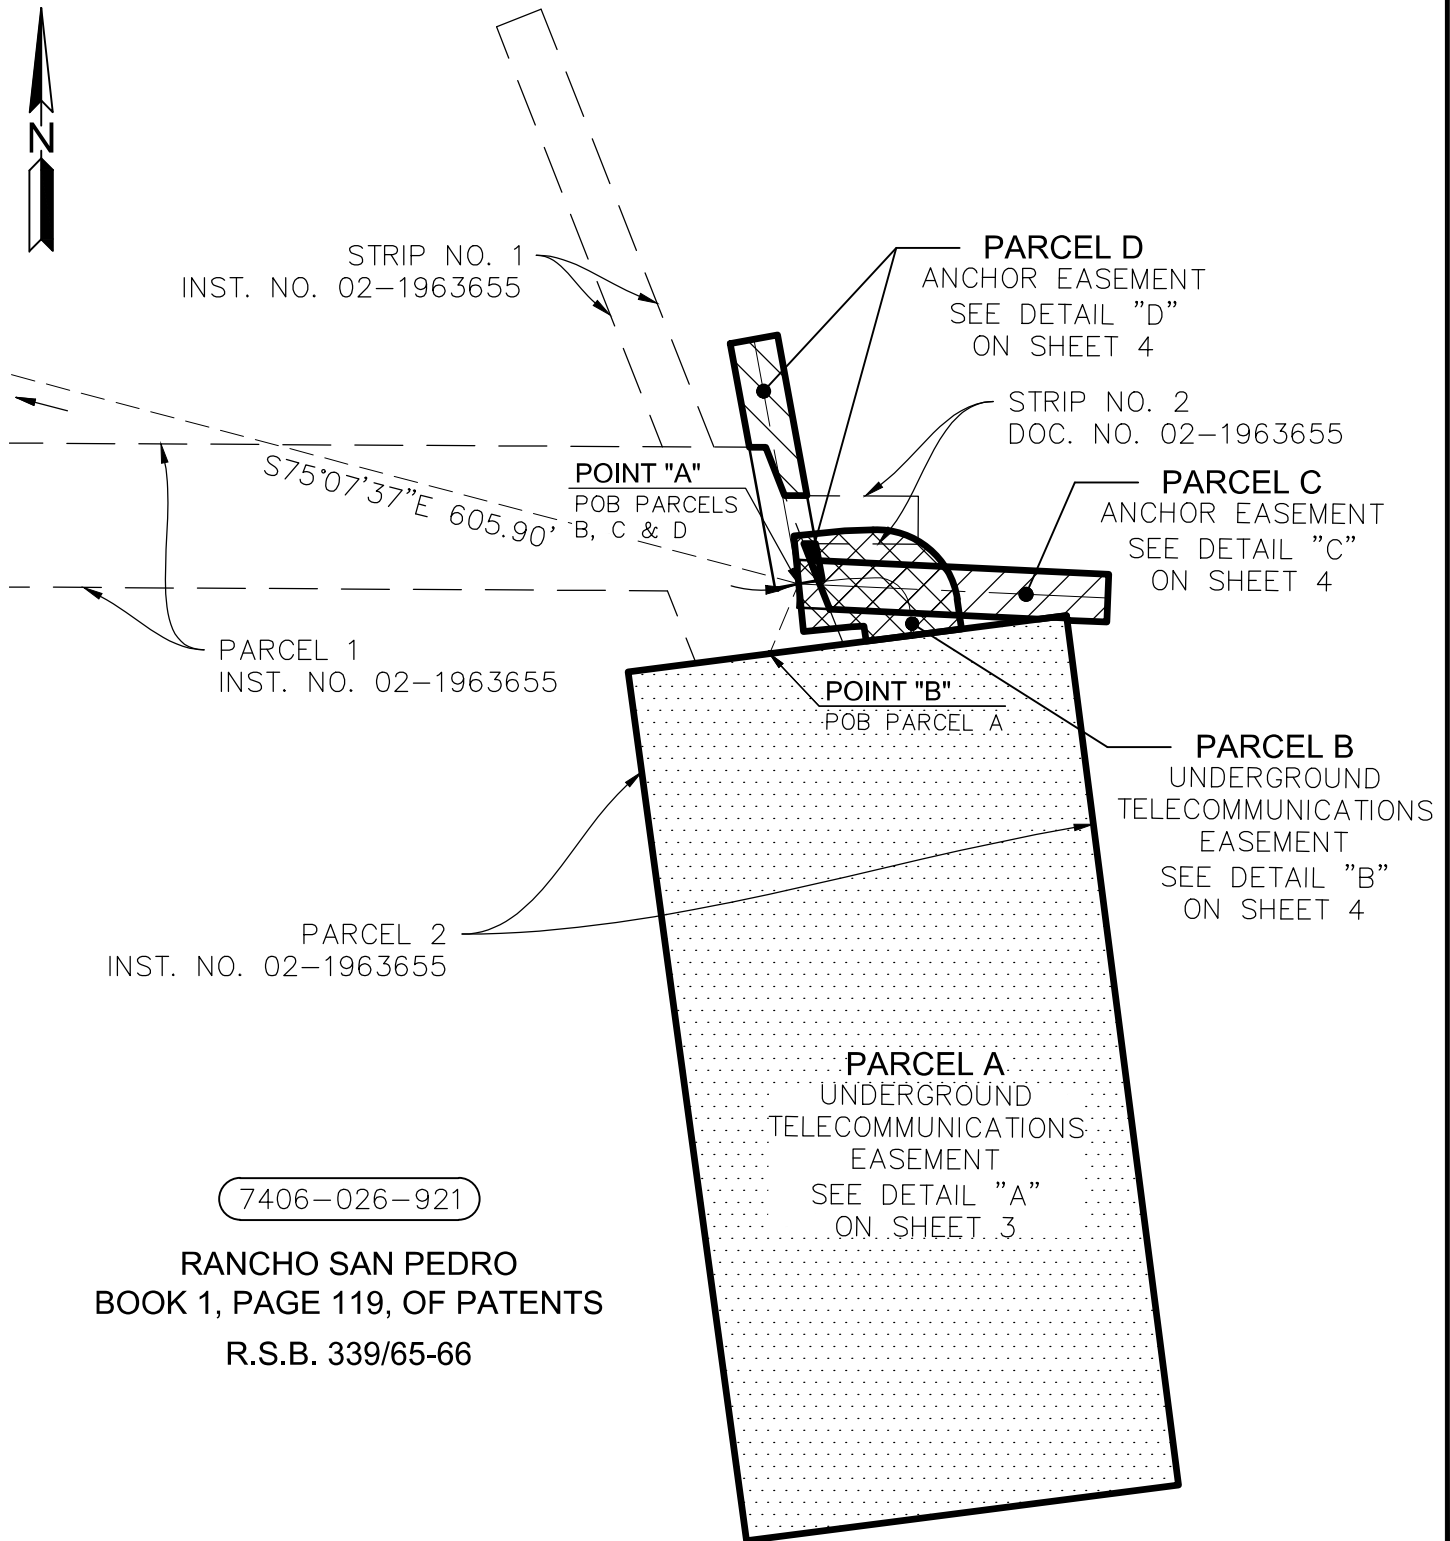 N
STRIP NO. 1
INST. NO. 02-1963655
PARCEL D
ANCHOR EASEMENT
SEE DETAIL "D"
ON SHEET 4
STRIP NO. 2
DOC. NO. 02-1963655
S75°07'37"E 605.90'
POINT "A"
POB PARCELS
B, C & D
PARCEL C
ANCHOR EASEMENT
SEE DETAIL "C"
ON SHEET 4
PARCEL 1
INST. NO. 02-1963655
POINT "B"
POB PARCEL A
PARCEL B
UNDERGROUND
TELECOMMUNICATIONS
EASEMENT
SEE DETAIL "B"
ON SHEET 4
PARCEL 2
INST. NO. 02-1963655
PARCEL A
UNDERGROUND
TELECOMMUNICATIONS
EASEMENT
SEE DETAIL "A"
ON SHEET 3
7406-026-921
RANCHO SAN PEDRO
BOOK 1, PAGE 119, OF PATENTS
R.S.B. 339/65-66